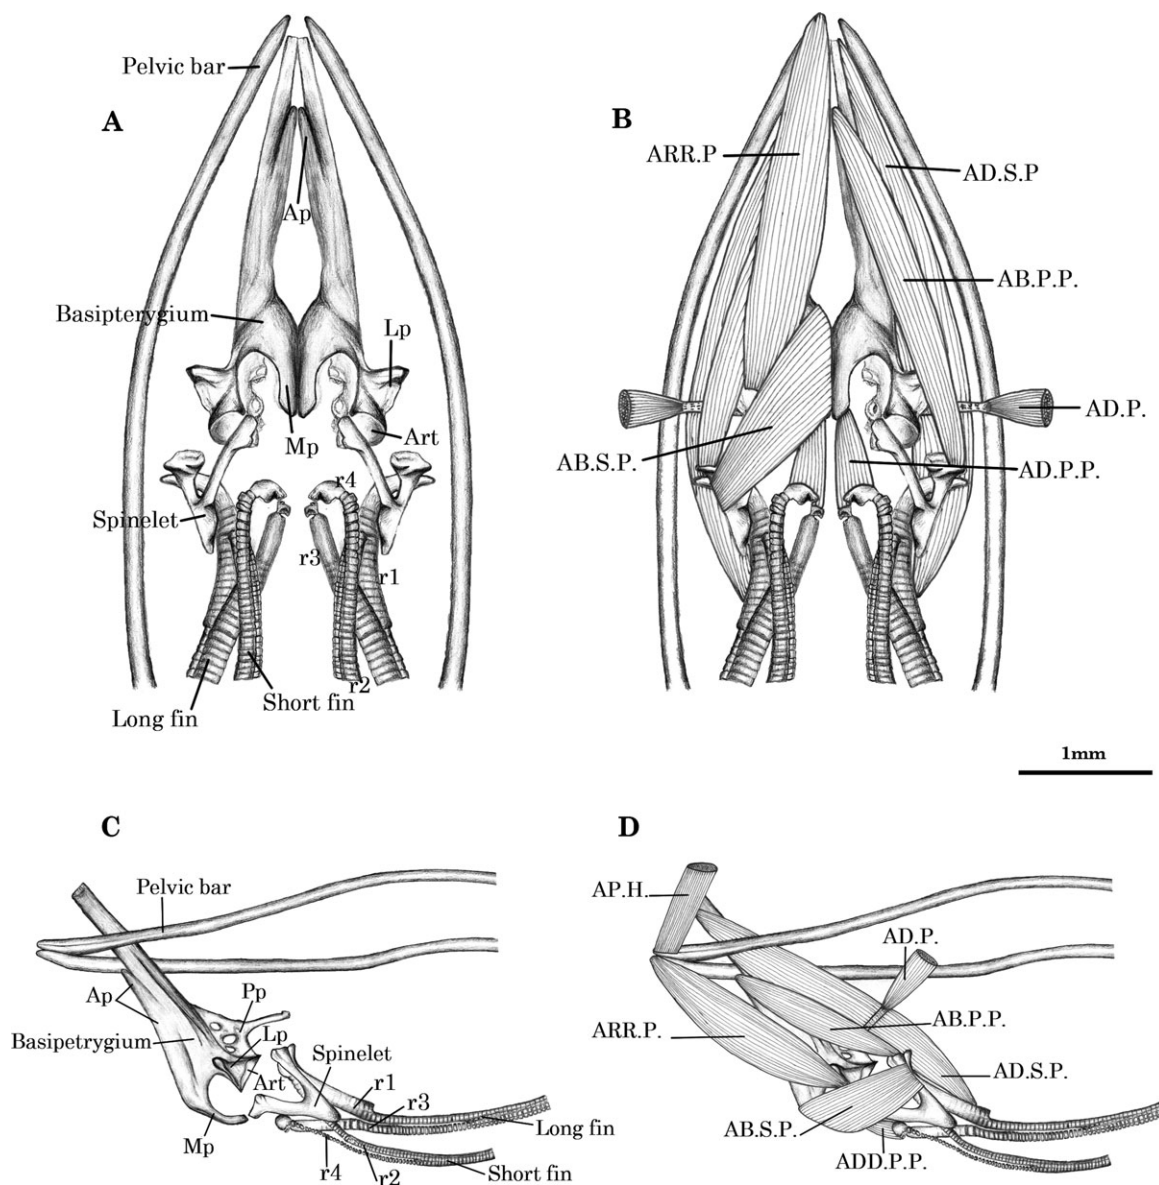 Pelvic bar
A
Ap
Basipterygium
Lp
Mp
Art
r4
Spinelet
r3
r1
r2
Short fin
Long fin
B
ARR.P
AD.S.P
AB.P.P.
AD.P.
AB.S.P.
AD.P.P.
1mm
C
Pelvic bar
Ap
Pp
Basipetrygium
Lp
Spinelet
Art
r1
r3
Long fin
Mp
r4
r2
Short fin
D
AP.H.
AD.P.
ARR.P.
AB.P.P.
AD.S.P.
AB.S.P.
ADD.P.P.